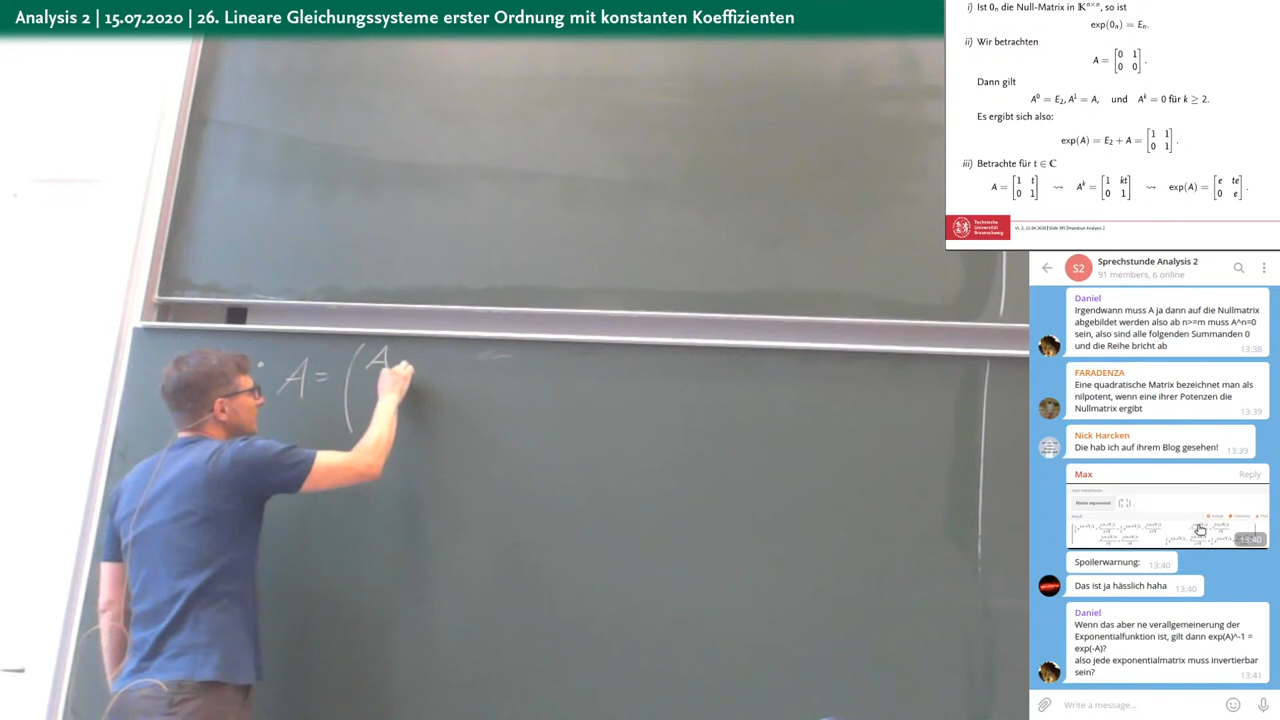 Analysis 2 | 15.07.2020 | 26. Lineare Gleichungssysteme erster Ordnung mit konstanten Koeffizienten
i) Ist 0ₙ die Null-Matrix in 𝕂ⁿˣⁿ, so ist
exp(0ₙ) = Eₙ.
ii) Wir betrachten
A = [0 1; 0 0].
Dann gilt
A⁰ = E₂, A¹ = A, und Aᵏ = 0 für k ≥ 2.
Es ergibt sich also:
exp(A) = E₂ + A = [1 1; 0 1].
iii) Betrachte für t ∈ ℂ
A = [1 t; 0 1] ⇝ Aᵏ = [1 kt; 0 1] ⇝ exp(A) = [e te; 0 e].
Technische
Universität
Braunschweig
A = ( A
S2
Sprechstunde Analysis 2
91 members, 6 online
Daniel
Irgendwann muss A ja dann auf die Nullmatrix
abgebildet werden also ab n>=m muss A^n=0
sein, also sind alle folgenden Summanden 0
und die Reihe bricht ab
13:38
FARADENZA
Eine quadratische Matrix bezeichnet man als
nilpotent, wenn eine ihrer Potenzen die
Nullmatrix ergibt
13:39
Nick Harcken
Die hab ich auf ihrem Blog gesehen!
13:39
Max
Reply
13:40
Spoilerwarnung:
13:40
Das ist ja hässlich haha
13:40
Daniel
Wenn das aber ne verallgemeinerung der
Exponentialfunktion ist, gilt dann exp(A)^-1 =
exp(-A)?
also jede exponentialmatrix muss invertierbar
sein?
13:41
Write a message...